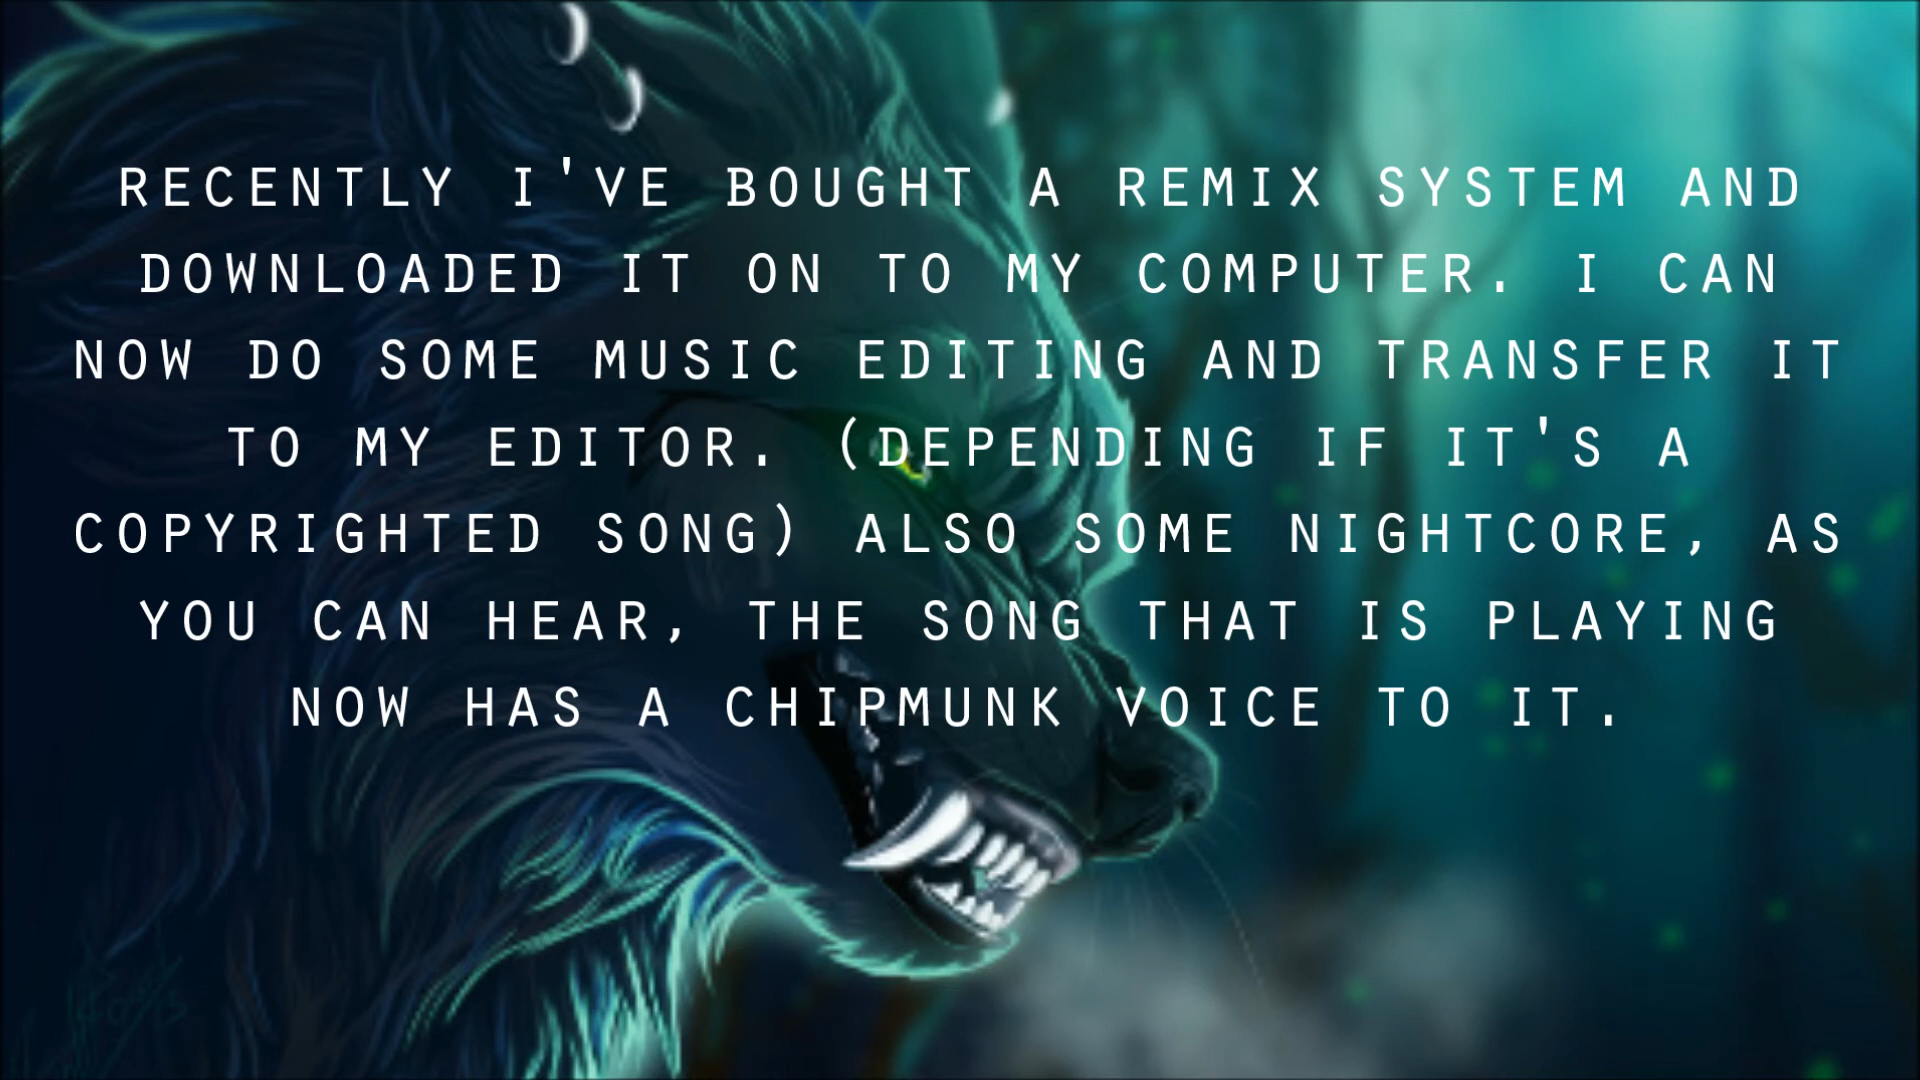 RECENTLY I'VE BOUGHT A REMIX SYSTEM AND
DOWNLOADED IT ON TO MY COMPUTER. I CAN
NOW DO SOME MUSIC EDITING AND TRANSFER IT
TO MY EDITOR. (DEPENDING IF IT'S A
COPYRIGHTED SONG) ALSO SOME NIGHTCORE, AS
YOU CAN HEAR, THE SONG THAT IS PLAYING
NOW HAS A CHIPMUNK VOICE TO IT.